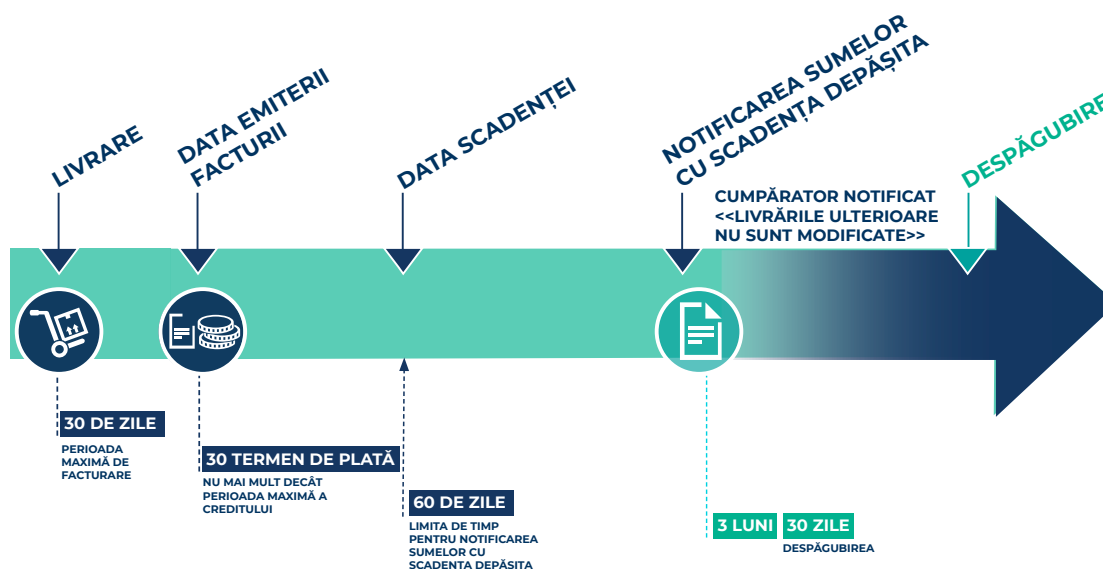 LIVRARE
DATA EMITERII
FACTURII
DATA SCADENȚEI
NOTIFICAREA SUMELOR
CU SCADENȚA DEPĂȘITA
DESPĂGUBIRE
CUMPĂRATOR NOTIFICAT
<<LIVRĂRILE ULTERIOARE
NU SUNT MODIFICATE>>
30 DE ZILE
PERIOADA
MAXIMĂ DE
FACTURARE
30 TERMEN DE PLATĂ
NU MAI MULT DECÂT
PERIOADA MAXIMĂ A
CREDITULUI
60 DE ZILE
LIMITA DE TIMP
PENTRU NOTIFICAREA
SUMELOR CU
SCADENTA DEPĂSITA
3 LUNI
30 ZILE
DESPĂGUBIREA